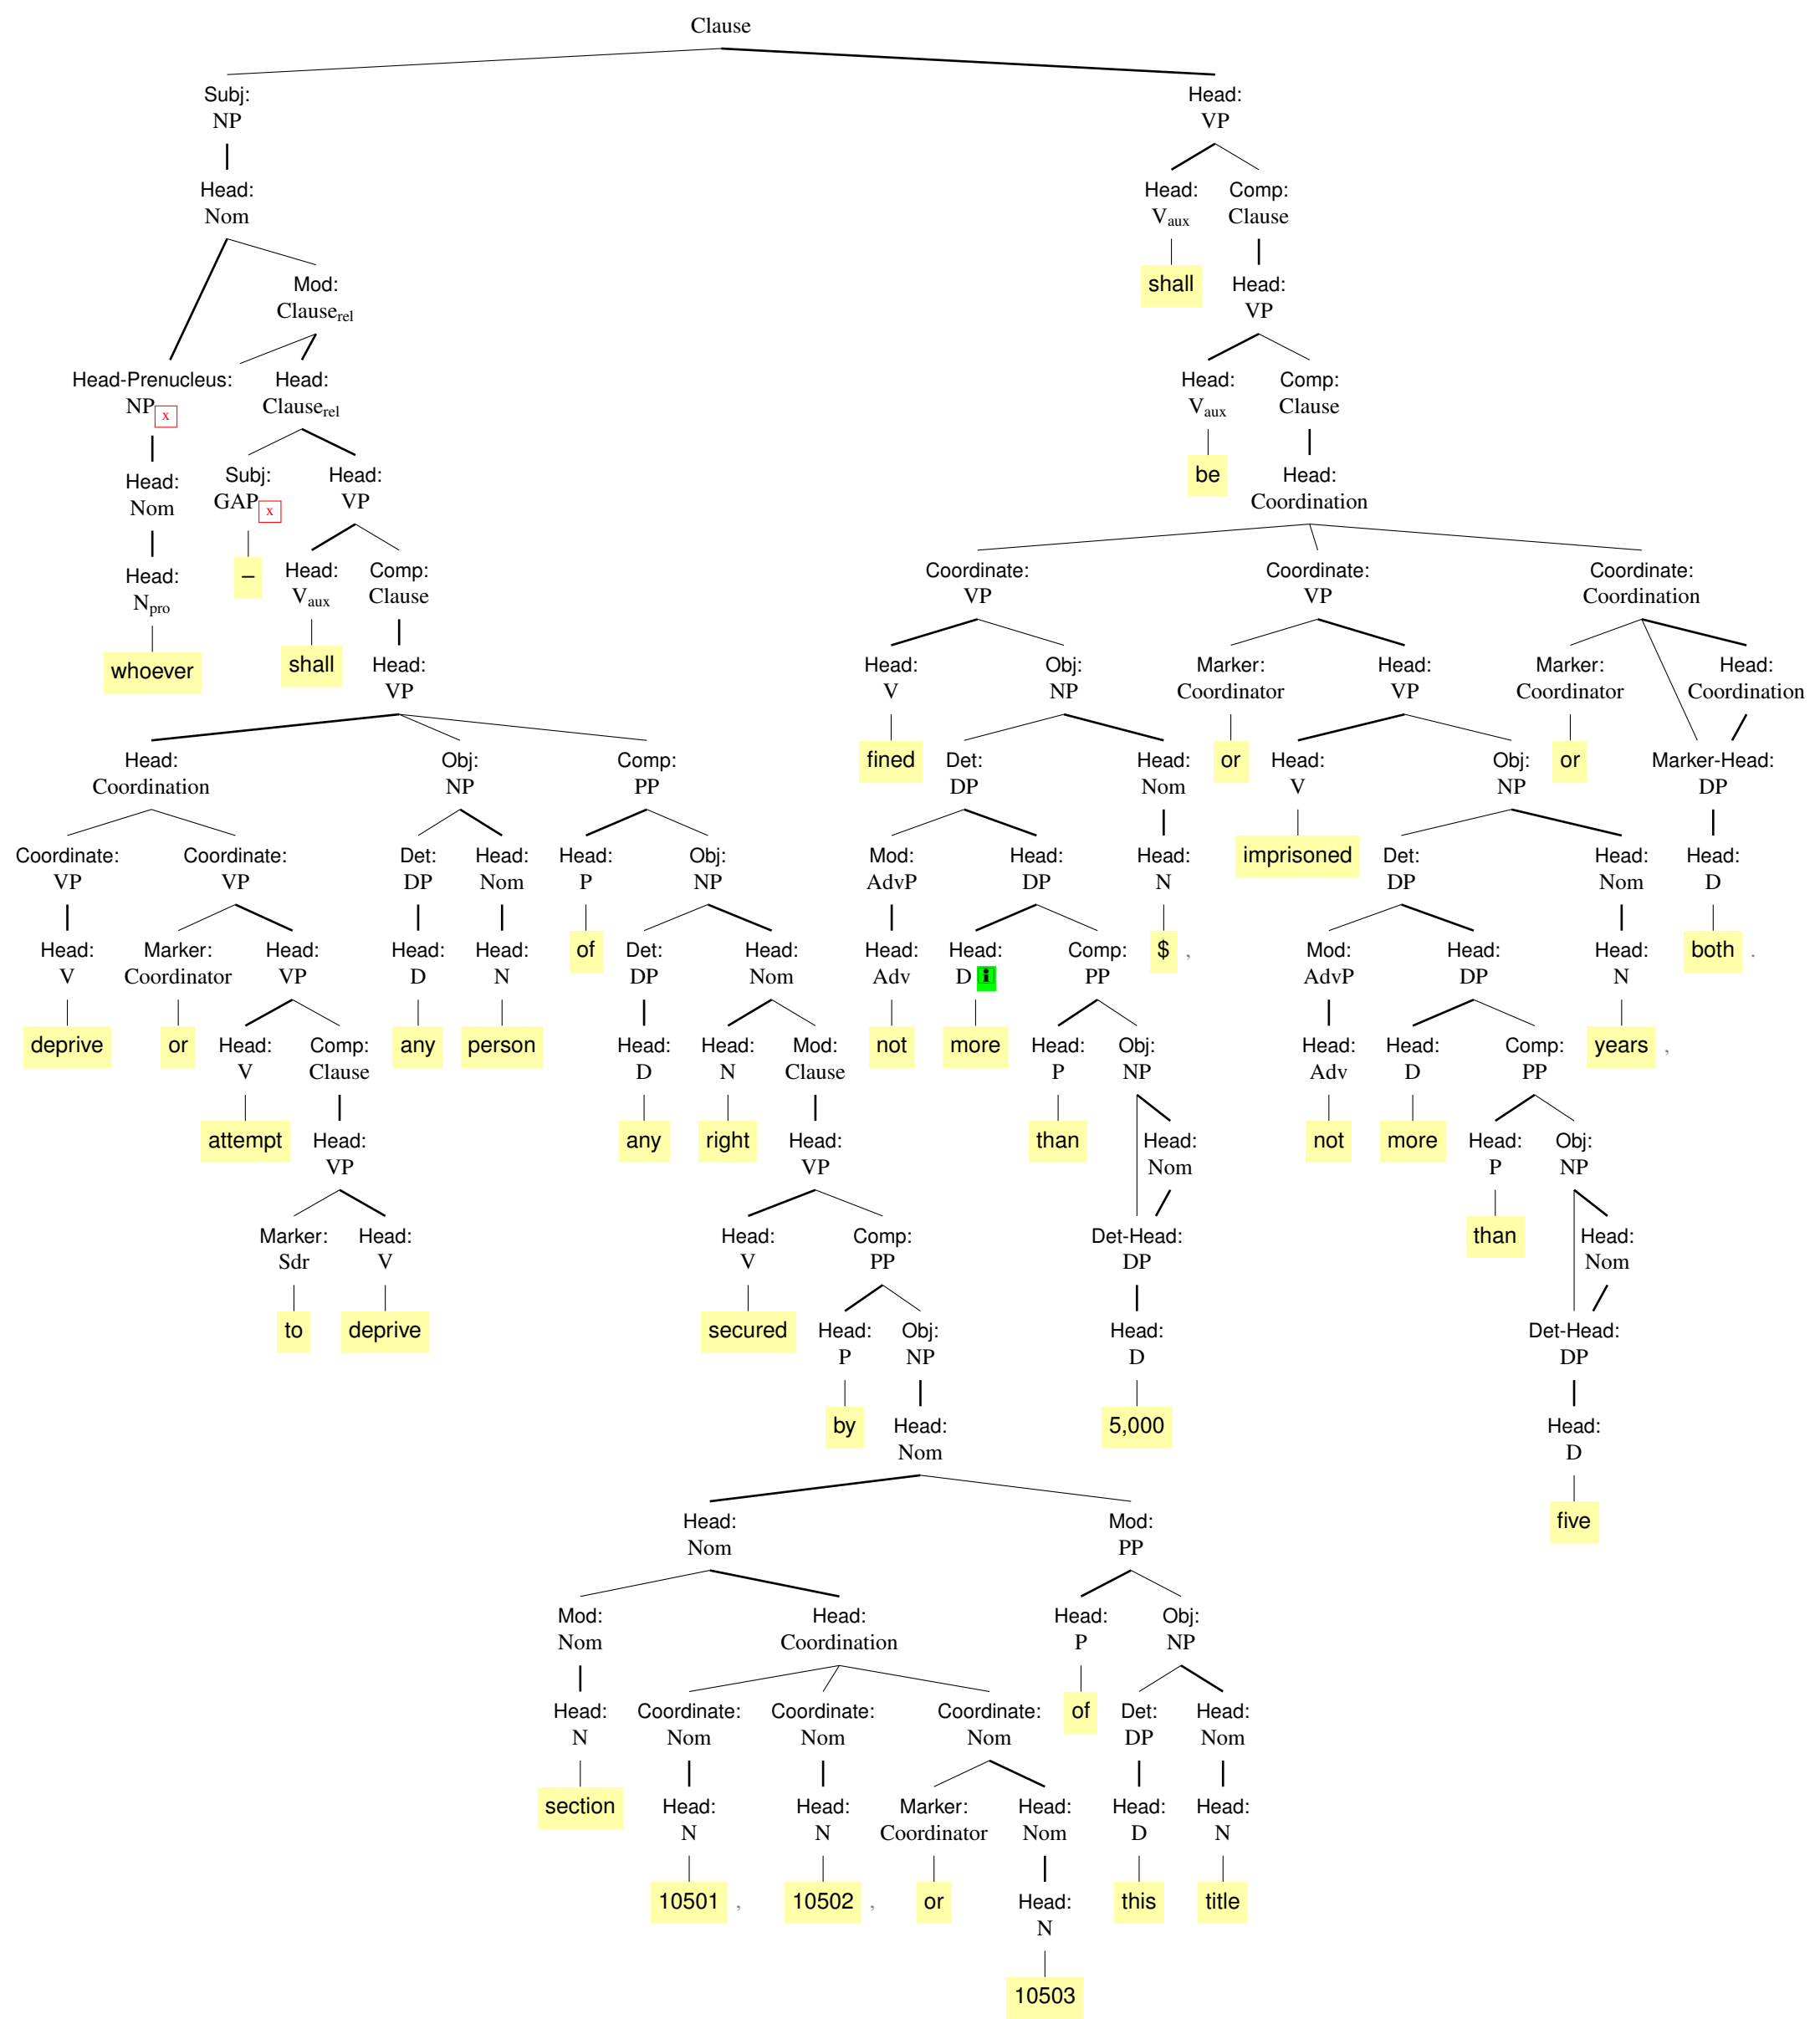 Clause
Subj: Head:
NP VP
Head: Head: Comp:
Nom Vaux Clause
Mod: shall Head:
Clauserel VP
Head-Prenucleus: Head: Head: Comp:
NP x Clauserel Vaux Clause
Head: Subj: Head: be Head:
Nom GAP x VP Coordination
Head: – Head: Comp: Coordinate: Coordinate: Coordinate:
Npro Vaux Clause VP VP Coordination
whoever shall Head: Head: Obj: Marker: Head: Marker: Head:
VP V NP Coordinator VP Coordinator Coordination
Head: Obj: Comp: fined Det: Head: or Head: Obj: or Marker-Head:
Coordination NP PP DP Nom V NP DP
Coordinate: Coordinate: Det: Head: Head: Obj: Mod: Head: Head: imprisoned Det: Head: Head:
VP VP DP Nom P NP AdvP DP N DP Nom D
Head: Marker: Head: Head: Head: of Det: Head: Head: Head: Comp: $ , Mod: Head: Head: both .
V Coordinator VP D N DP Nom Adv D i PP AdvP DP N
deprive or Head: Comp: any person Head: Head: Mod: not more Head: Obj: Head: Head: Comp: years ,
V Clause D N Clause P NP Adv D PP
attempt Head: any right Head: than Head: not more Head: Obj:
VP VP Nom P NP
Marker: Head: Head: Comp: Det-Head: than Head:
Sdr V V PP DP Nom
to deprive secured Head: Obj: Head: Det-Head:
P NP D DP
by Head: 5,000 Head:
Nom D
Head: Mod: five
Nom PP
Mod: Head: Head: Obj:
Nom Coordination P NP
Head: Coordinate: Coordinate: Coordinate: of Det: Head:
N Nom Nom Nom DP Nom
section Head: Head: Marker: Head: Head: Head:
N N Coordinator Nom D N
10501 , 10502 , or Head: this title
N
10503